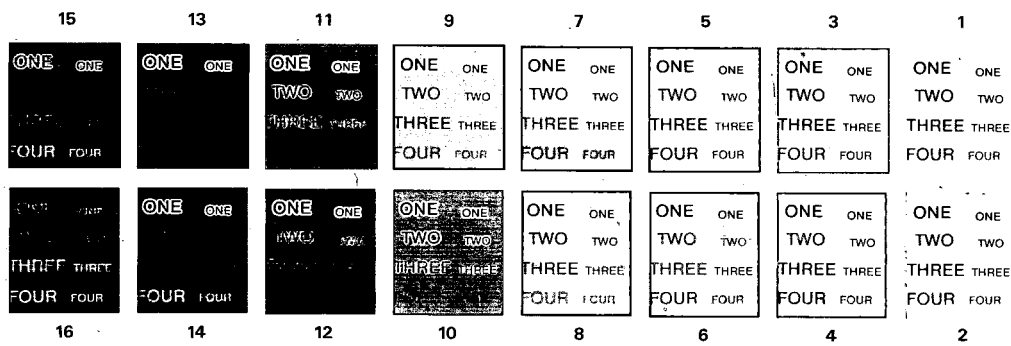 15 13 11 9 7 5 3 1
ONE ONE ONE ONE ONE ONE ONE ONE ONE ONE ONE ONE ONE ONE ONE ONE
TWO TWO TWO TWO TWO TWO TWO TWO TWO TWO TWO TWO
THREE THREE THREE THREE THREE THREE THREE THREE THREE THREE THREE THREE
FOUR FOUR FOUR FOUR FOUR FOUR FOUR FOUR FOUR FOUR FOUR FOUR
ONE ONE ONE ONE ONE ONE ONE ONE ONE ONE ONE ONE ONE ONE
TWO TWO TWO TWO TWO TWO TWO TWO TWO TWO TWO TWO
THREE THREE THREE THREE THREE THREE THREE THREE THREE THREE THREE THREE
FOUR FOUR FOUR FOUR FOUR FOUR FOUR FOUR FOUR FOUR FOUR FOUR
16 14 12 10 8 6 4 2